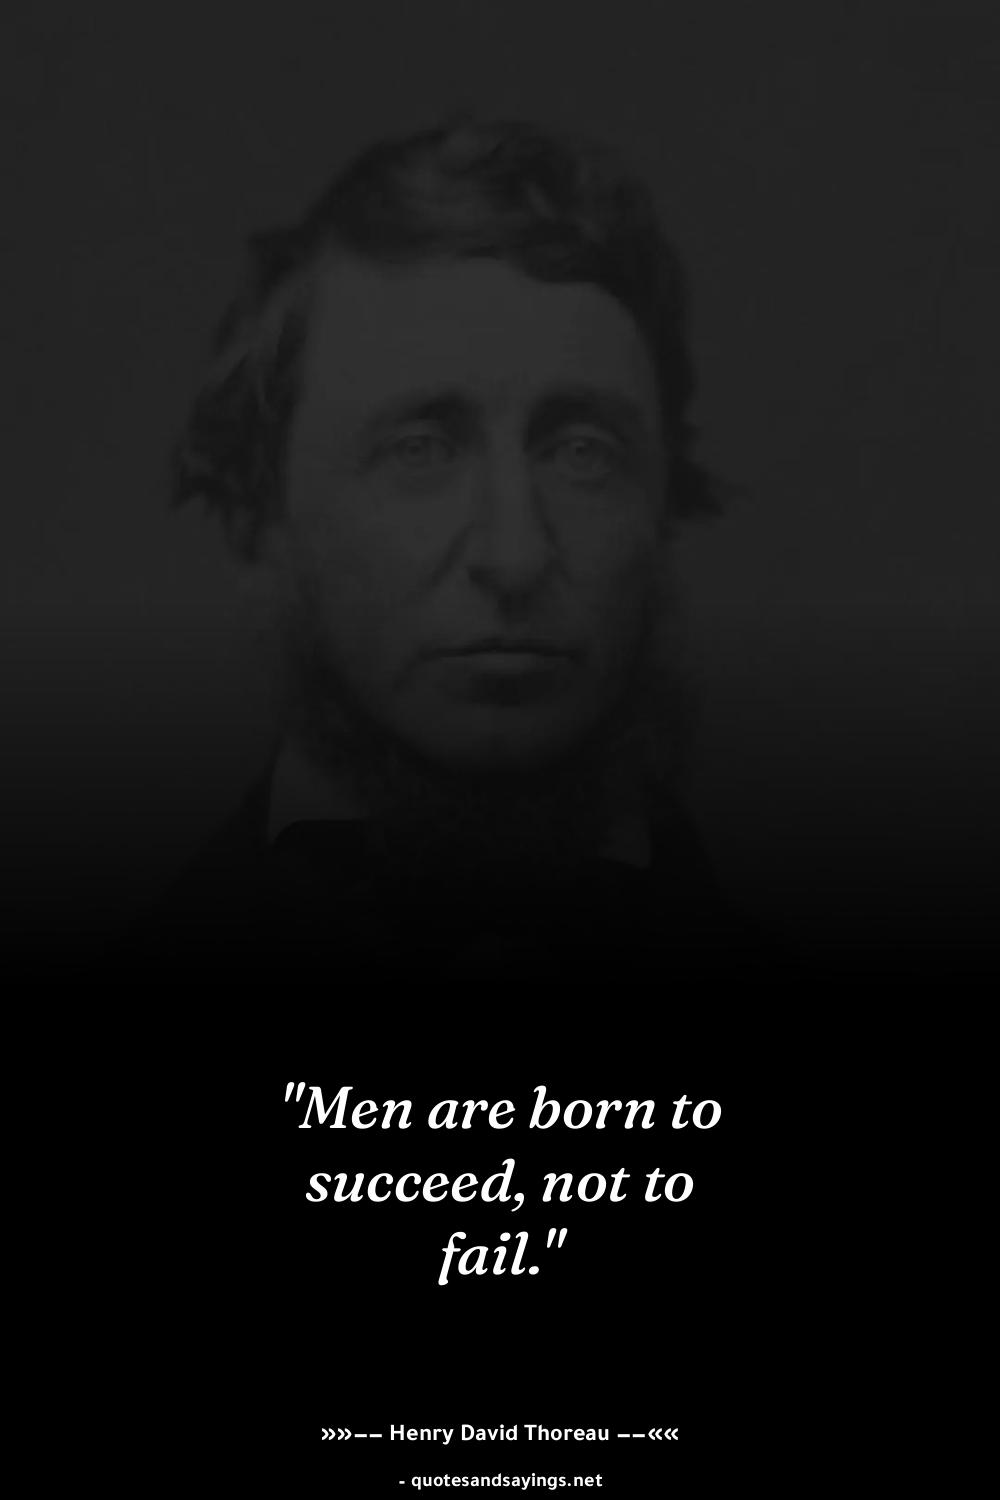 "Men are born to
succeed, not to
fail."
»»–– Henry David Thoreau ––««
- quotesandsayings.net